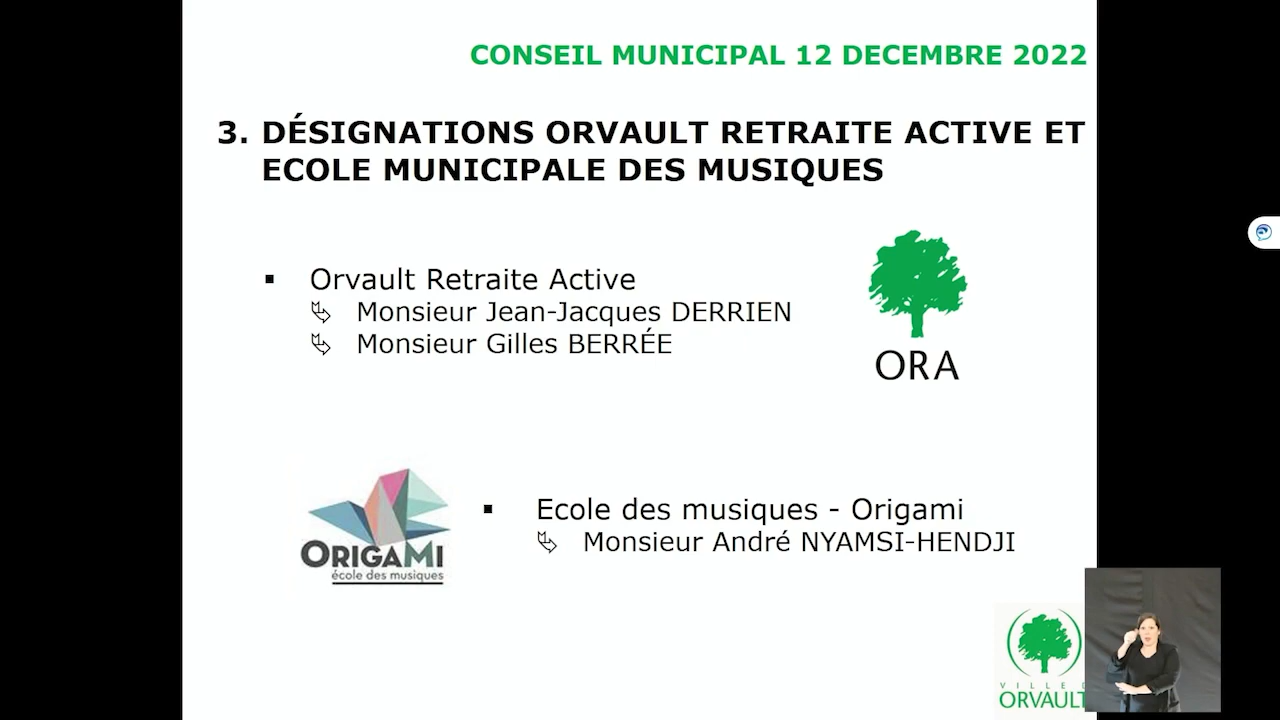 CONSEIL MUNICIPAL 12 DECEMBRE 2022
3. DÉSIGNATIONS ORVAULT RETRAITE ACTIVE ET
ECOLE MUNICIPALE DES MUSIQUES
▪ Orvault Retraite Active
Monsieur Jean-Jacques DERRIEN
Monsieur Gilles BERRÉE
ORA
ORIGAMI
école des musiques
▪ Ecole des musiques - Origami
Monsieur André NYAMSI-HENDJI
VILLE D
ORVAULT